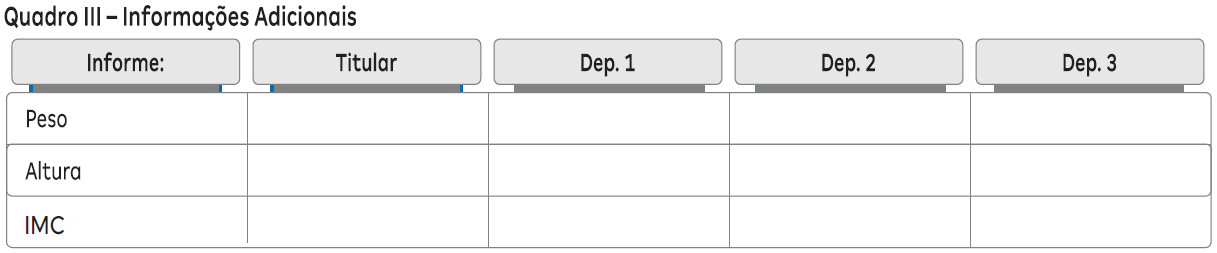 Quadro III – Informações Adicionais
Informe: Titular Dep. 1 Dep. 2 Dep. 3
Peso
Altura
IMC